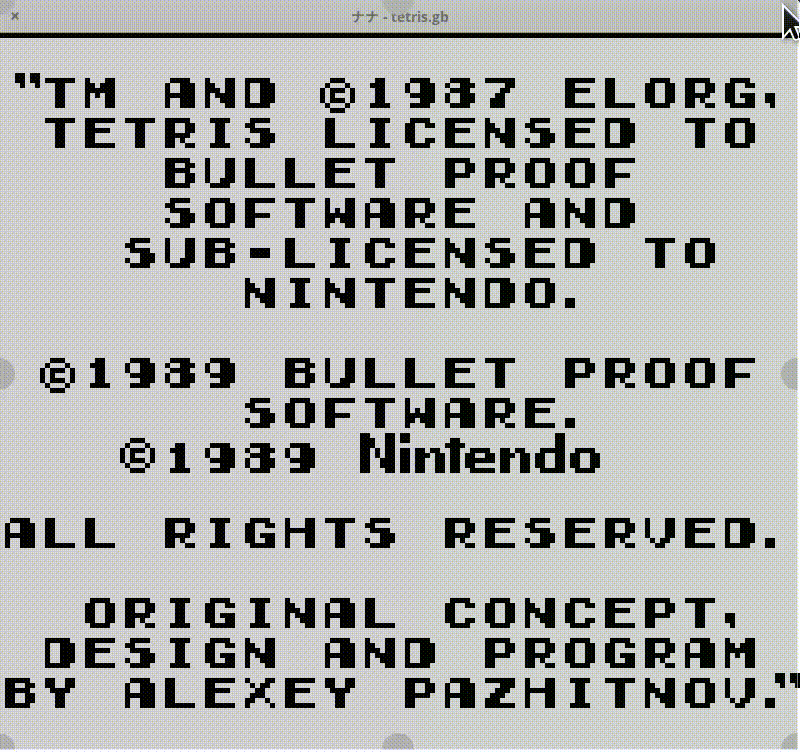 × ナナ - tetris.gb
"TM AND ©1987 ELORG,
TETRIS LICENSED TO
BULLET PROOF
SOFTWARE AND
SUB-LICENSED TO
NINTENDO.
©1989 BULLET PROOF
SOFTWARE.
©1989 Nintendo
ALL RIGHTS RESERVED.
ORIGINAL CONCEPT,
DESIGN AND PROGRAM
BY ALEXEY PAZHITNOV."